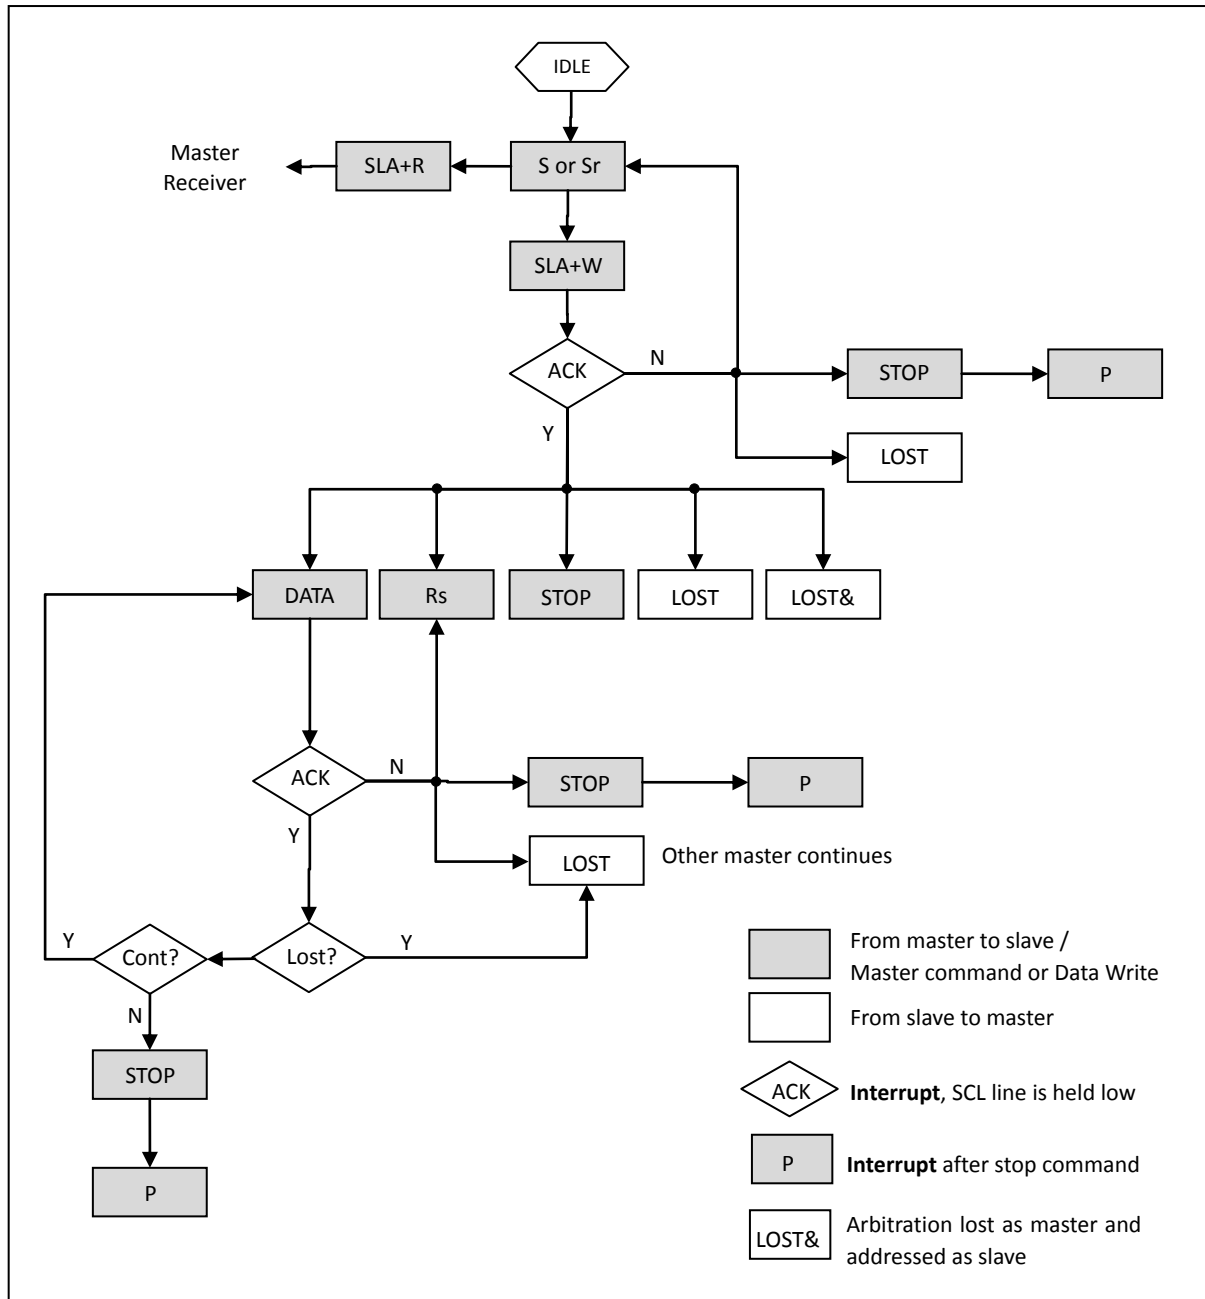 IDLE
Master
Receiver
SLA+R
S or Sr
SLA+W
ACK
N
STOP
P
Y
LOST
DATA
Rs
STOP
LOST
LOST&
ACK
N
STOP
P
Y
LOST
Other master continues
Y
Cont?
Lost?
Y
N
STOP
P
From master to slave /
Master command or Data Write
From slave to master
ACK
Interrupt, SCL line is held low
P
Interrupt after stop command
LOST&
Arbitration lost as master and
addressed as slave